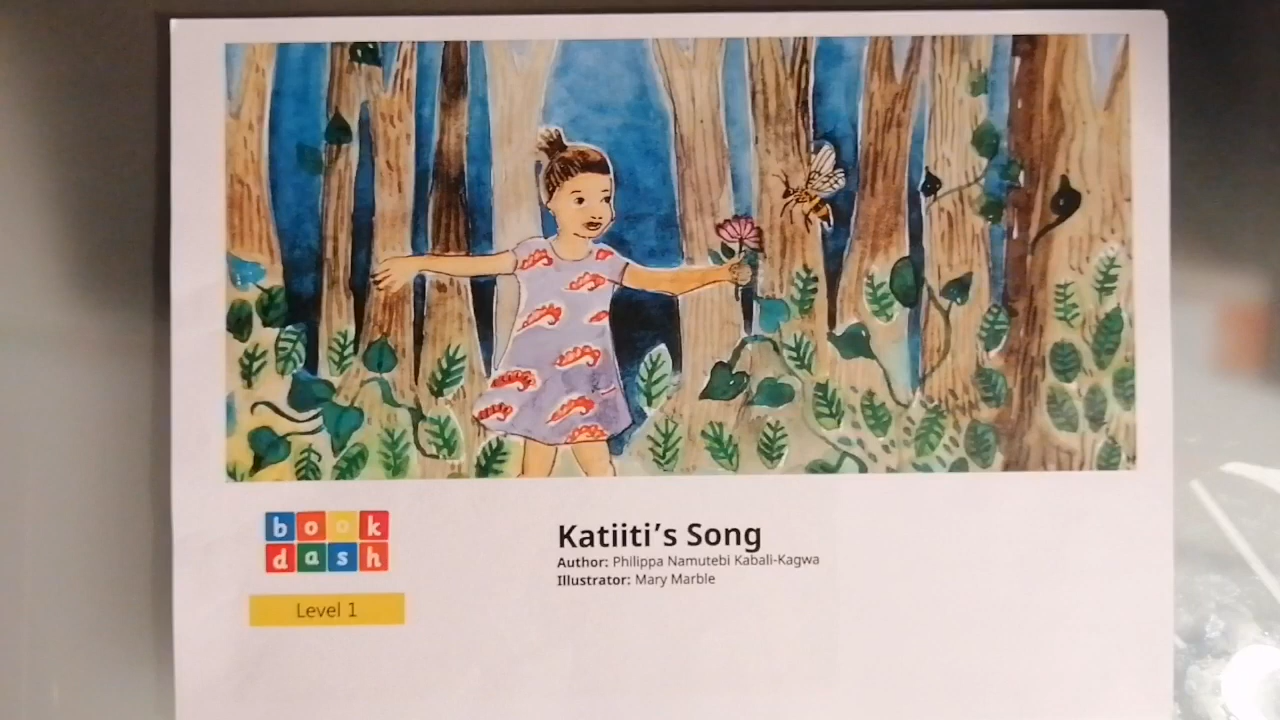 book
dash
Level 1
Katiiti's Song
Author: Philippa Namutebi Kabali-Kagwa
Illustrator: Mary Marble